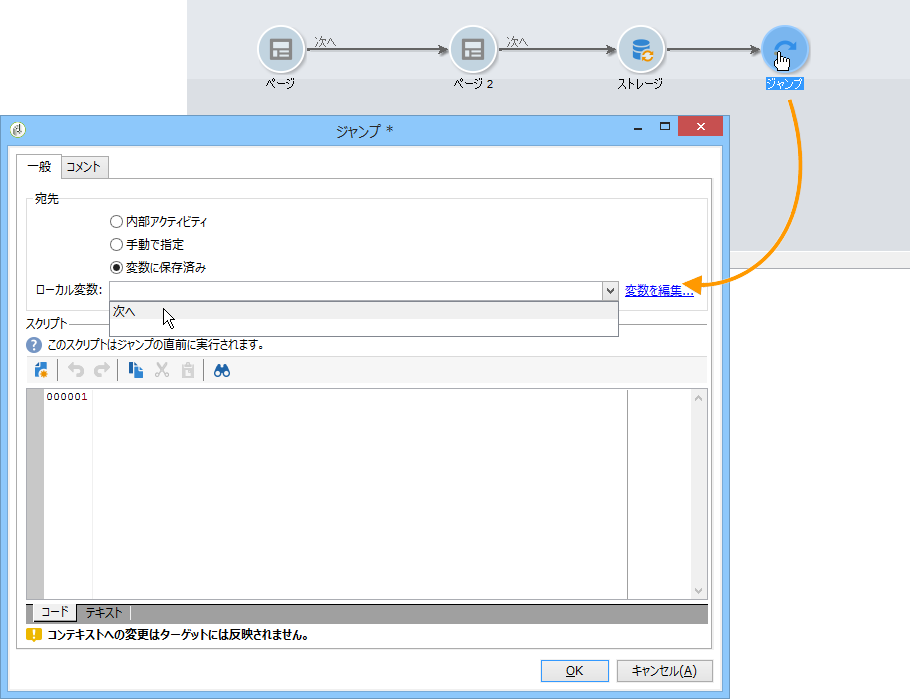 次へ
次へ
ページ
ページ 2
ストレージ
ジャンプ
ジャンプ *
一般
コメント
宛先
内部アクティビティ
手動で指定
変数に保存済み
ローカル変数:
変数を編集...
次へ
スクリプト
このスクリプトはジャンプの直前に実行されます。
000001
コード
テキスト
コンテキストへの変更はターゲットには反映されません。
OK
キャンセル(A)